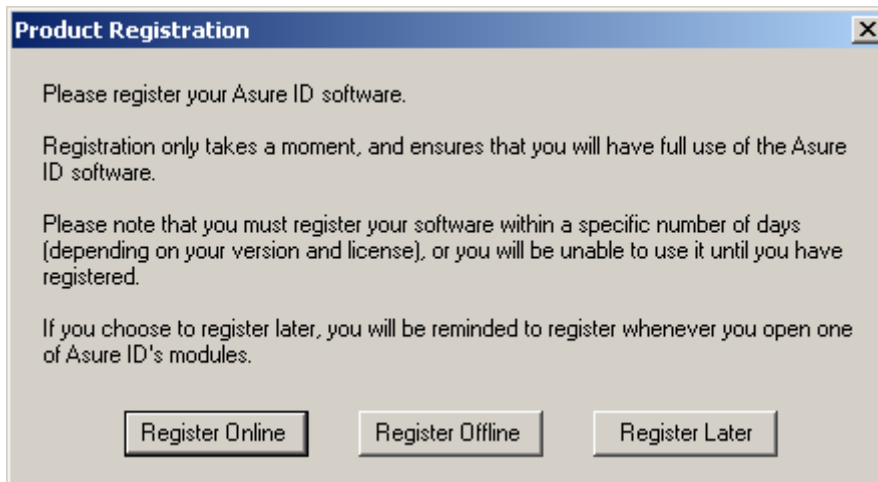 Product Registration
Please register your Asure ID software.
Registration only takes a moment, and ensures that you will have full use of the Asure
ID software.
Please note that you must register your software within a specific number of days
(depending on your version and license), or you will be unable to use it until you have
registered.
If you choose to register later, you will be reminded to register whenever you open one
of Asure ID's modules.
Register Online
Register Offline
Register Later